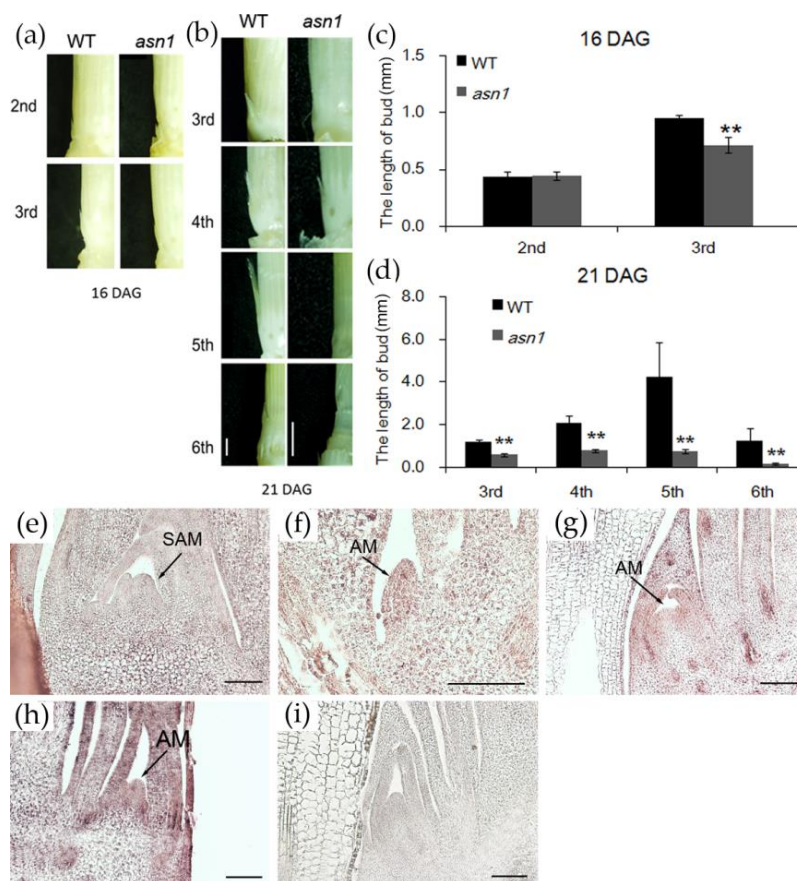 (a)
WT asn1
2nd
3rd
16 DAG
(b)
WT asn1
3rd
4th
5th
6th
21 DAG
(c)
16 DAG
The length of bud (mm)
1.5
1.0
0.5
0.0
WT
asn1
**
2nd 3rd
(d)
21 DAG
The length of bud (mm)
8.0
6.0
4.0
2.0
0.0
WT
asn1
** ** ** **
3rd 4th 5th 6th
(e)
SAM
(f)
AM
(g)
AM
(h)
AM
(i)